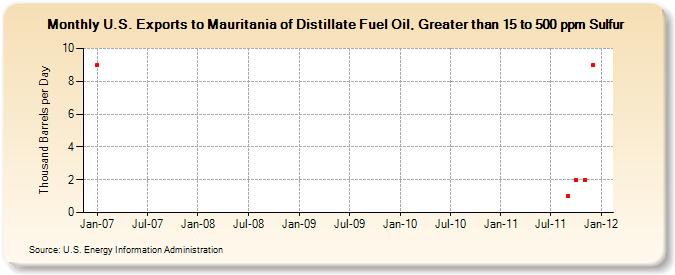 Monthly U.S. Exports to Mauritania of Distillate Fuel Oil, Greater than 15 to 500 ppm Sulfur
Thousand Barrels per Day
10
8
6
4
2
0
Jan-07 Jul-07 Jan-08 Jul-08 Jan-09 Jul-09 Jan-10 Jul-10 Jan-11 Jul-11 Jan-12
Source: U.S. Energy Information Administration